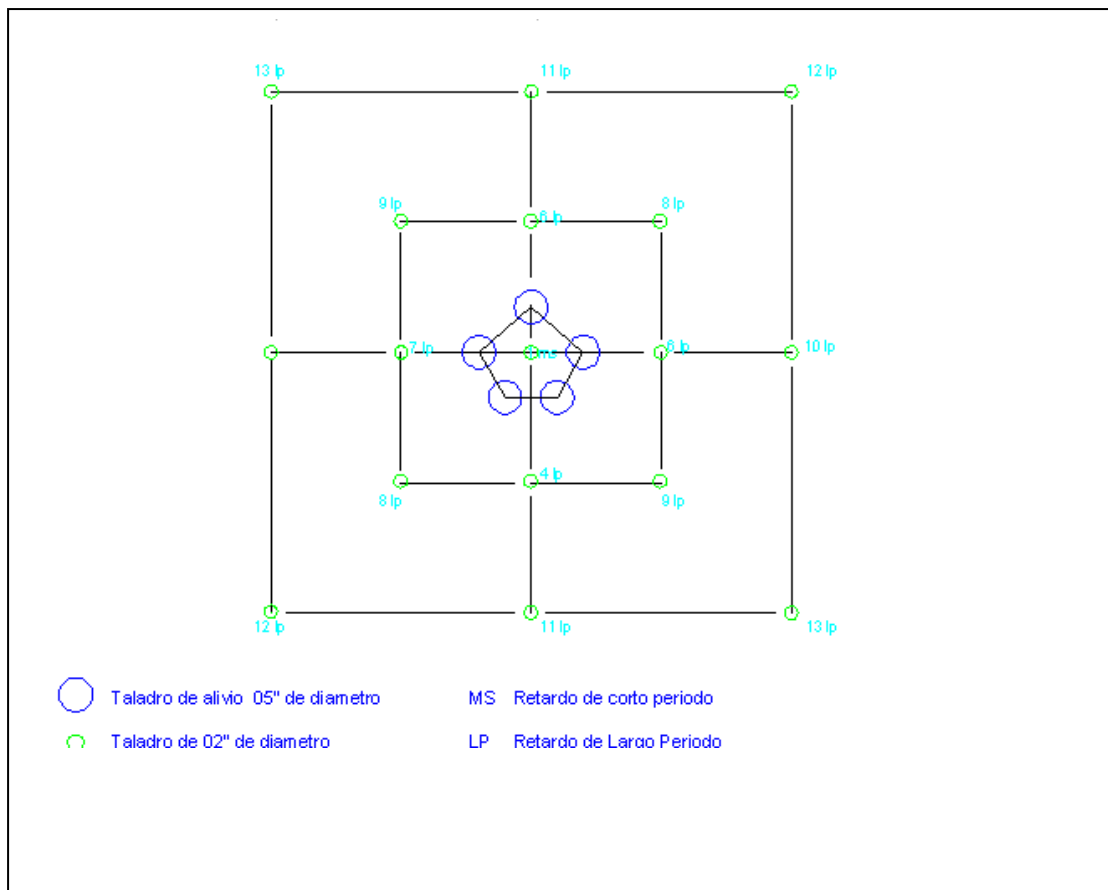 13 lp
11 lp
12 lp
9 lp
6 lp
8 lp
7 lp
ms
6 lp
10 lp
8 lp
4 lp
9 lp
12 lp
11 lp
13 lp
Taladro de alivio 05" de diametro
MS Retardo de corto periodo
Taladro de 02" de diametro
LP Retardo de Largo Periodo